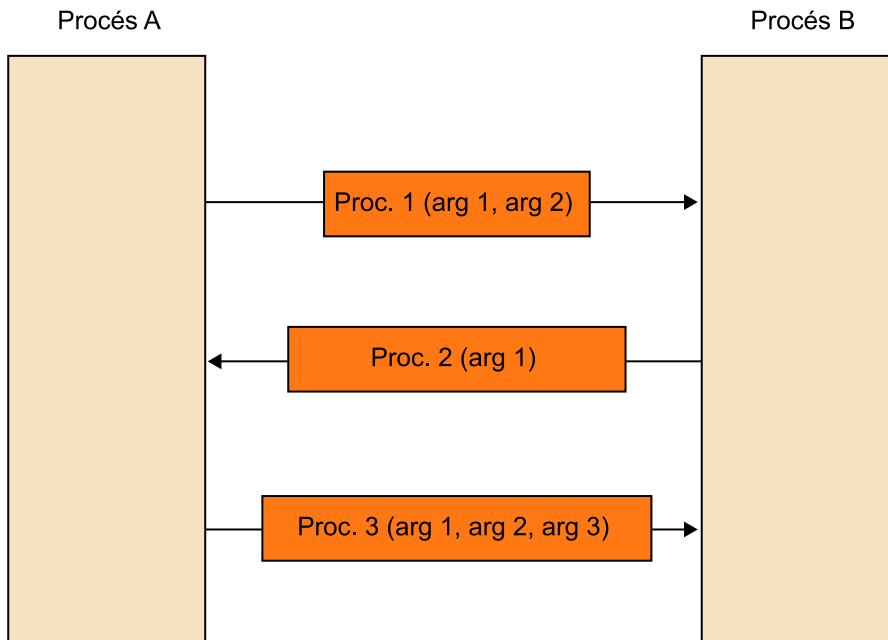 Procés A
Procés B
Proc. 1 (arg 1, arg 2)
Proc. 2 (arg 1)
Proc. 3 (arg 1, arg 2, arg 3)